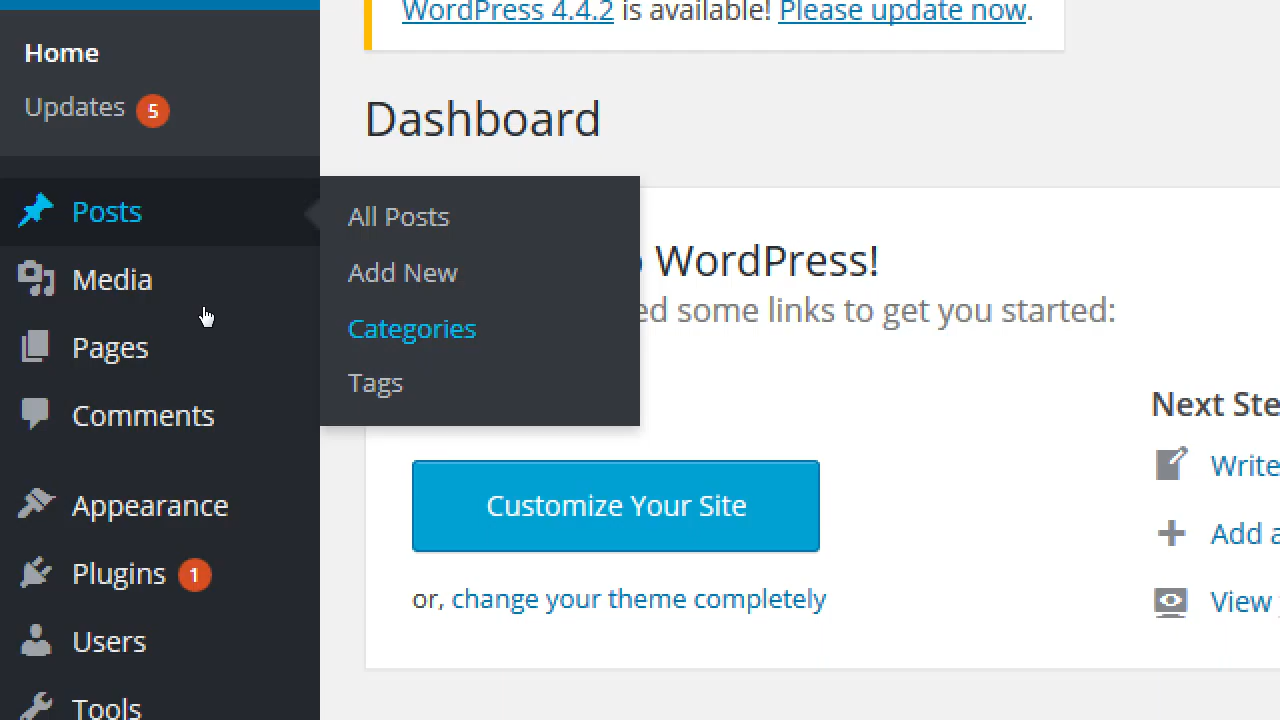 WordPress 4.4.2 is available! Please update now.
Home
Updates 5
Dashboard
Posts
All Posts
Add New
Categories
Tags
Media
Pages
Comments
WordPress!
some links to get you started:
Appearance
Plugins 1
Users
Tools
Customize Your Site
or, change your theme completely
Next
Write
Add
View